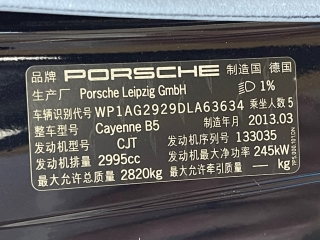 品牌 PORSCHE 制造国 德国
生产厂 Porsche Leipzig GmbH 1%
车辆识别代号 WP1AG2929DLA63634 乘坐人数 5
整车型号 Cayenne B5 制造年月 2013.03
发动机型号 CJT 发动机序列号 133035
发动机排量 2995cc 最大净功率 245kW
最大允许总质量 2820kg 最大允许牵引质量 — kg